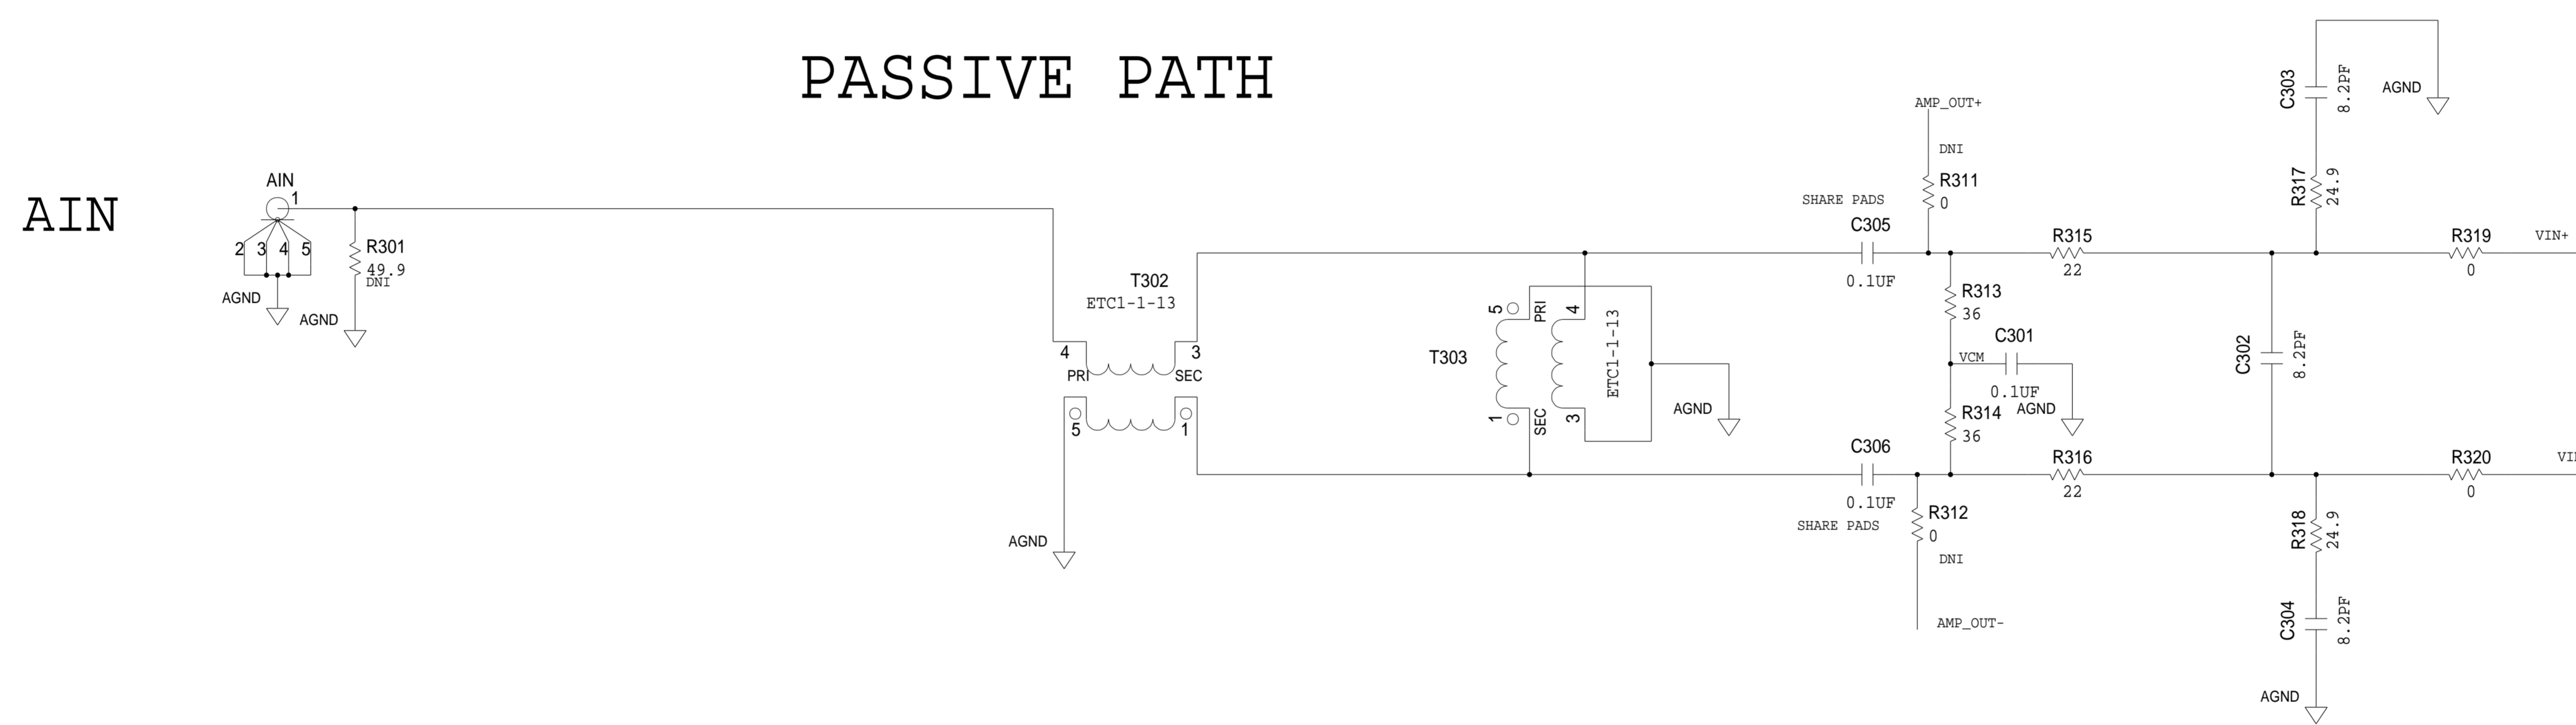 PASSIVE PATH
AIN
AIN
1
2 3 4 5
AGND
R301
49.9
DNI
AGND
T302
ETC1-1-13
4
3
PRI
SEC
5
1
AGND
T303
5
PRI
4
ETC1-1-13
1
SEC
3
AGND
SHARE PADS
C305
0.1UF
AMP_OUT+
DNI
R311
0
R313
36
VCM
C301
0.1UF
AGND
R314
36
C306
0.1UF
SHARE PADS
R312
0
DNI
AMP_OUT-
R315
22
R316
22
C302
8.2PF
C303
8.2PF
AGND
R317
24.9
R319
0
VIN+
R320
0
R318
24.9
C304
8.2PF
AGND